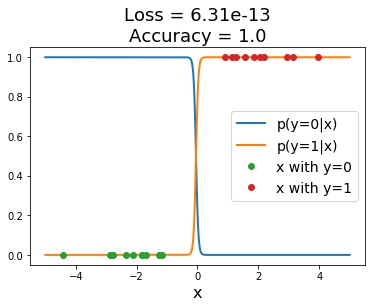 Loss = 6.31e-13
Accuracy = 1.0
1.0
0.8
0.6
0.4
0.2
0.0
p(y=0|x)
p(y=1|x)
x with y=0
x with y=1
−4 −2 0 2 4
x